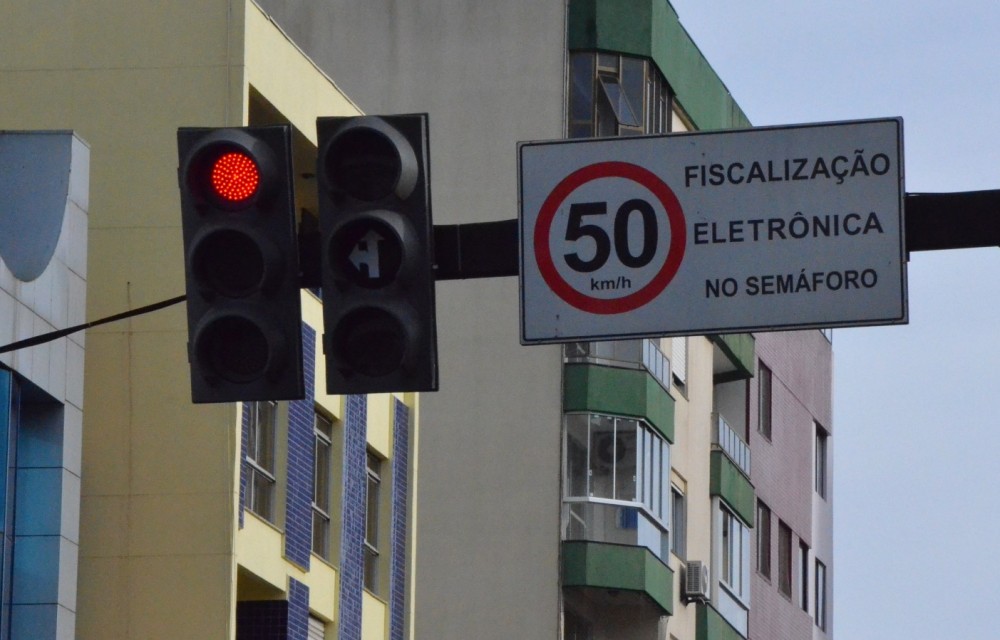 50
km/h
FISCALIZAÇÃO
ELETRÔNICA
NO SEMÁFORO